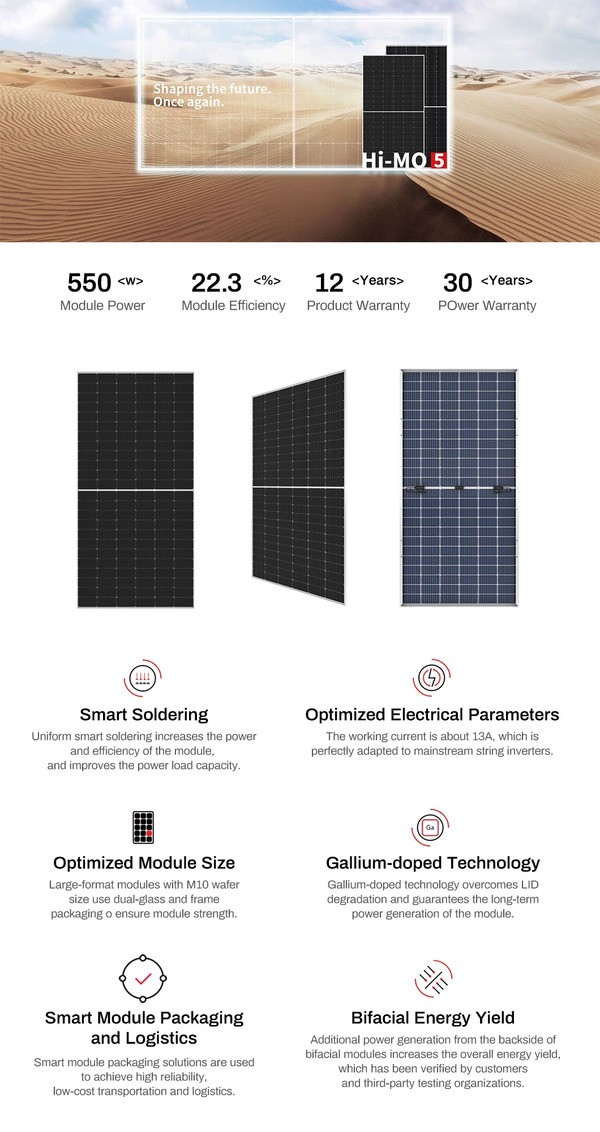 Shaping the future.
Once again.
Hi-MO 5
550 <w>
Module Power
22.3 <%>
Module Efficiency
12 <Years>
Product Warranty
30 <Years>
POwer Warranty
Smart Soldering
Uniform smart soldering increases the power
and efficiency of the module,
and improves the power load capacity.
Optimized Electrical Parameters
The working current is about 13A, which is
perfectly adapted to mainstream string inverters.
Optimized Module Size
Large-format modules with M10 wafer
size use dual-glass and frame
packaging o ensure module strength.
Ga
Gallium-doped Technology
Gallium-doped technology overcomes LID
degradation and guarantees the long-term
power generation of the module.
Smart Module Packaging
and Logistics
Smart module packaging solutions are used
to achieve high reliability,
low-cost transportation and logistics.
Bifacial Energy Yield
Additional power generation from the backside of
bifacial modules increases the overall energy yield,
which has been verified by customers
and third-party testing organizations.